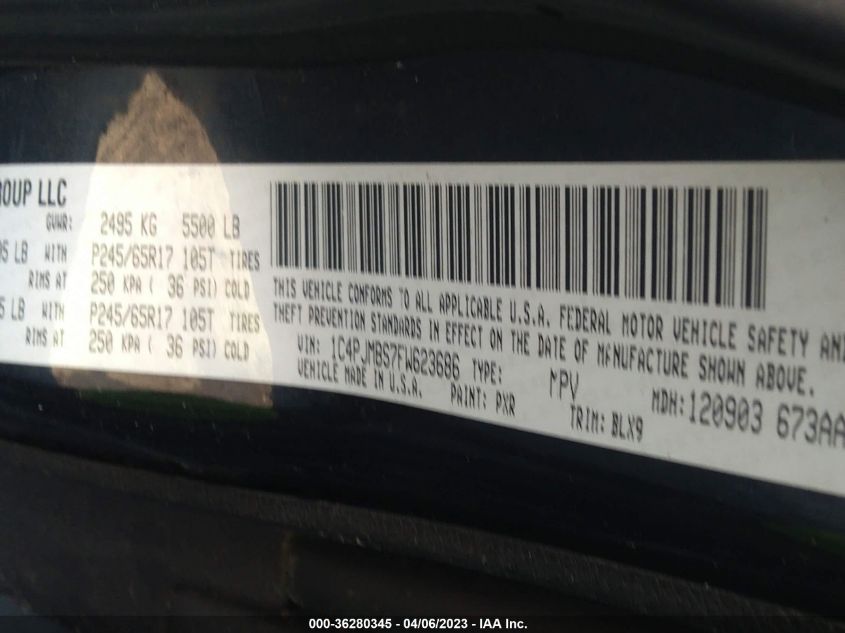 ROUP LLC
GVWR: 2495 KG 5500 LB
LB WITH P245/65R17 105T TIRES
RIMS AT 250 KPA ( 36 PSI) COLD
5 LB WITH P245/65R17 105T TIRES
RIMS AT 250 KPA ( 36 PSI) COLD
THIS VEHICLE CONFORMS TO ALL APPLICABLE U.S.A. FEDERAL MOTOR VEHICLE SAFETY AN
THEFT PREVENTION STANDARDS IN EFFECT ON THE DATE OF MANUFACTURE SHOWN ABOVE.
VIN: 1C4PJMBS7FW623686 TYPE: MPV MDH: 120903 673AA
VEHICLE MADE IN U.S.A. PAINT: PXR TRIM: BLX9
000-36280345 - 04/06/2023 - IAA Inc.